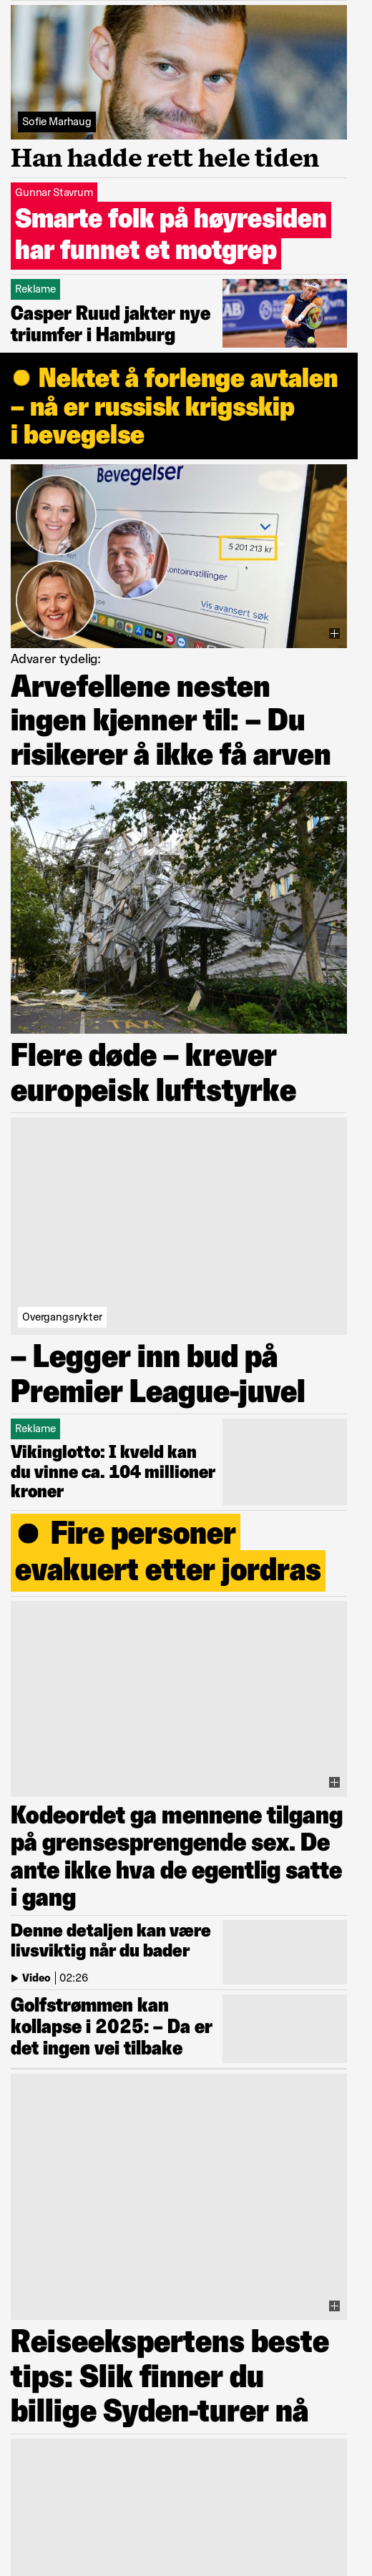 Sofie Marhaug
Han hadde rett hele tiden
Gunnar Stavrum
Smarte folk på høyresiden
har funnet et motgrep
Reklame
Casper Ruud jakter nye
triumfer i Hamburg
Nektet å forlenge avtalen
– nå er russisk krigsskip
i bevegelse
Bevegelser
5 201 213 kr
ontoinnstillinger
Vis avansert søk
Advarer tydelig:
Arvefellene nesten
ingen kjenner til: – Du
risikerer å ikke få arven
TAXI
Flere døde – krever
europeisk luftstyrke
Overgangsrykter
– Legger inn bud på
Premier League-juvel
Reklame
Vikinglotto: I kveld kan
du vinne ca. 104 millioner
kroner
Fire personer
evakuert etter jordras
Kodeordet ga mennene tilgang
på grensesprengende sex. De
ante ikke hva de egentlig satte
i gang
Denne detaljen kan være
livsviktig når du bader
Video | 02:26
Golfstrømmen kan
kollapse i 2025: – Da er
det ingen vei tilbake
Reiseekspertens beste
tips: Slik finner du
billige Syden-turer nå